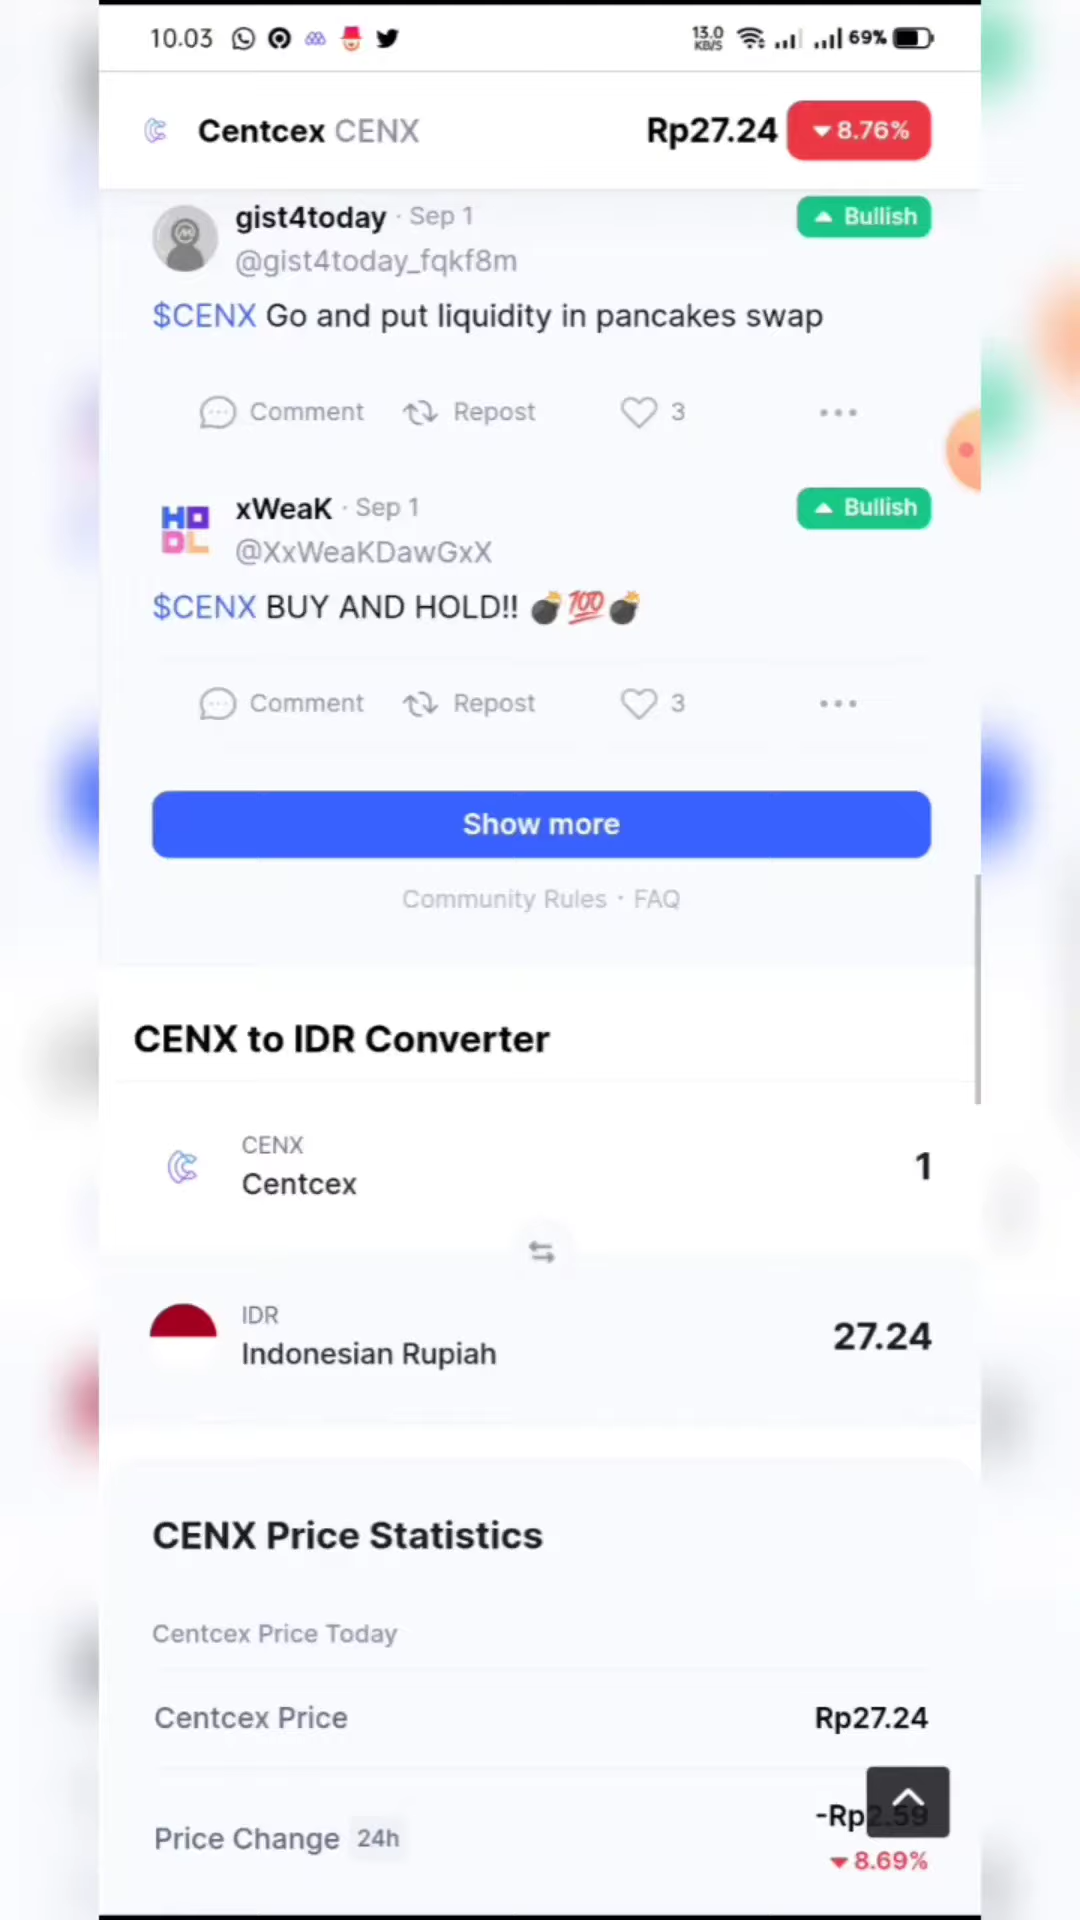 10.03 13.0 KB/S 69%
Centcex CENX Rp27.24 8.76%
gist4today · Sep 1 Bullish
@gist4today_fqkf8m
$CENX Go and put liquidity in pancakes swap
Comment Repost 3
HODL xWeaK · Sep 1 Bullish
@XxWeaKDawGxX
$CENX BUY AND HOLD!! 💣💯💣
Comment Repost 3
Show more
Community Rules · FAQ
CENX to IDR Converter
CENX
Centcex 1
IDR
Indonesian Rupiah 27.24
CENX Price Statistics
Centcex Price Today
Centcex Price Rp27.24
-Rp2.59
Price Change 24h
8.69%